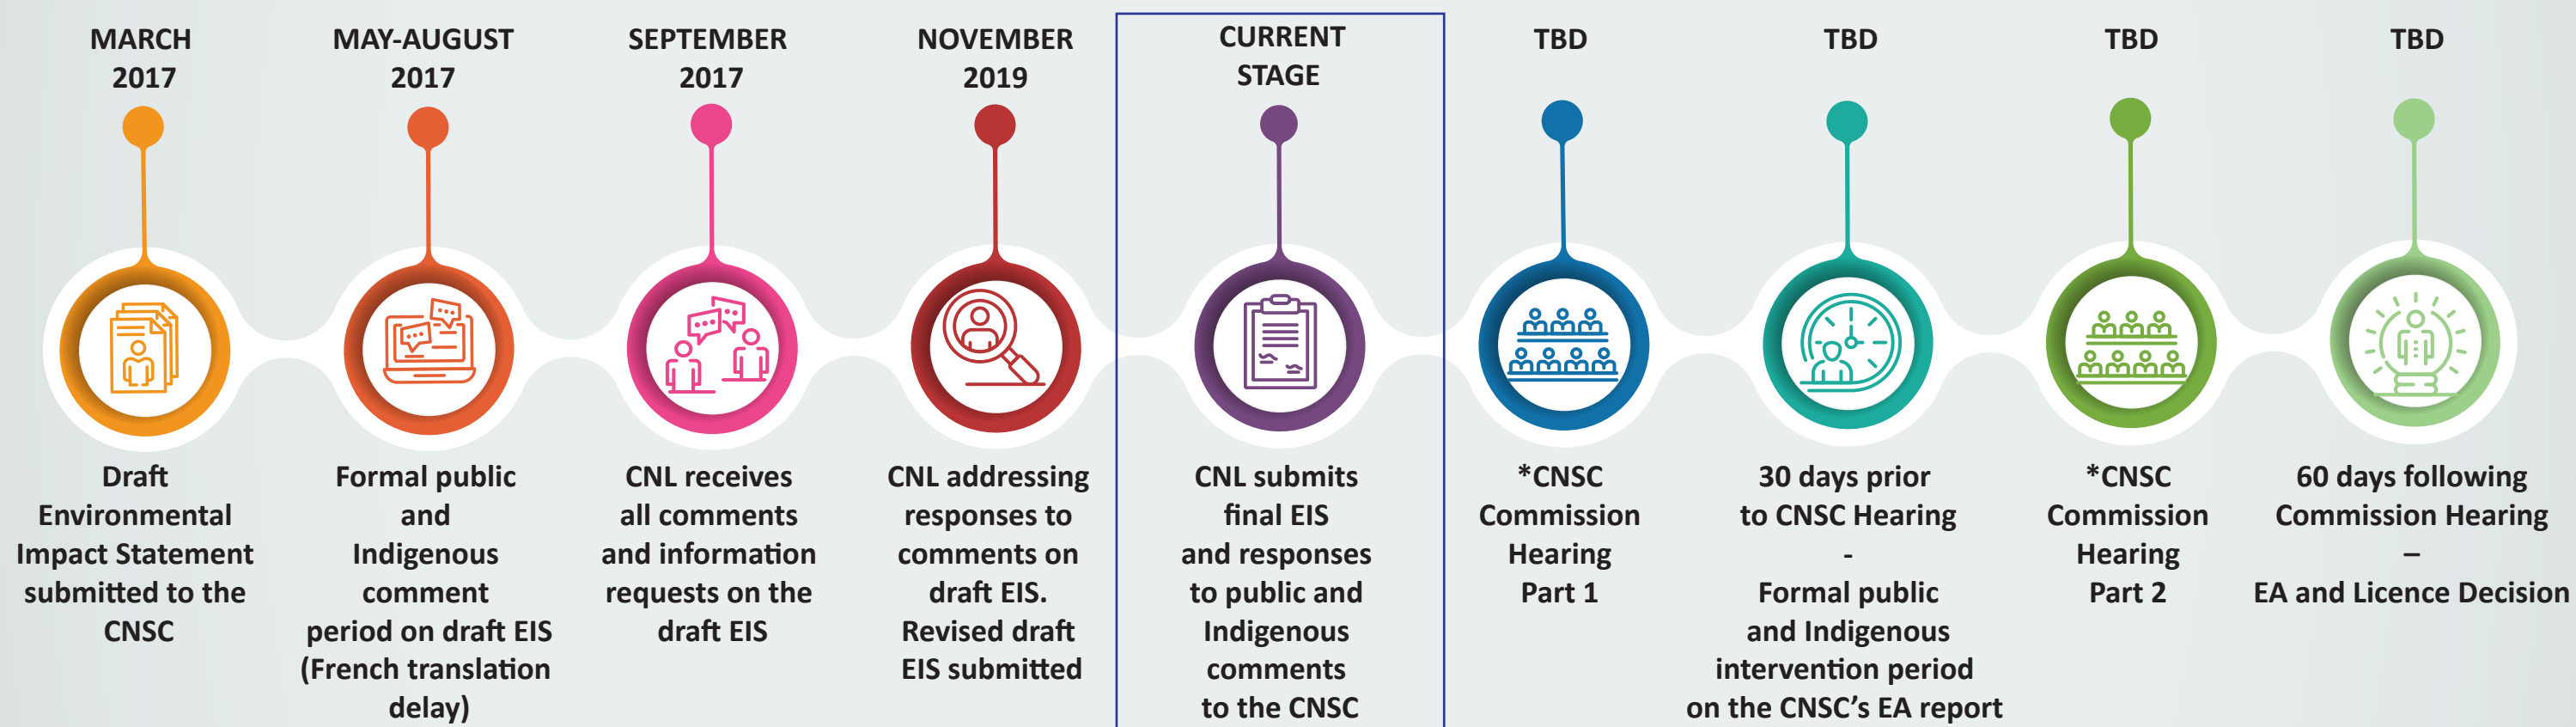 MARCH
2017
Draft
Environmental
Impact Statement
submitted to the
CNSC
MAY-AUGUST
2017
Formal public
and
Indigenous
comment
period on draft EIS
(French translation
delay)
SEPTEMBER
2017
CNL receives
all comments
and information
requests on the
draft EIS
NOVEMBER
2019
CNL addressing
responses to
comments on
draft EIS.
Revised draft
EIS submitted
CURRENT
STAGE
CNL submits
final EIS
and responses
to public and
Indigenous
comments
to the CNSC
TBD
*CNSC
Commission
Hearing
Part 1
TBD
30 days prior
to CNSC Hearing
-
Formal public
and Indigenous
intervention period
on the CNSC’s EA report
TBD
*CNSC
Commission
Hearing
Part 2
TBD
60 days following
Commission Hearing
–
EA and Licence Decision